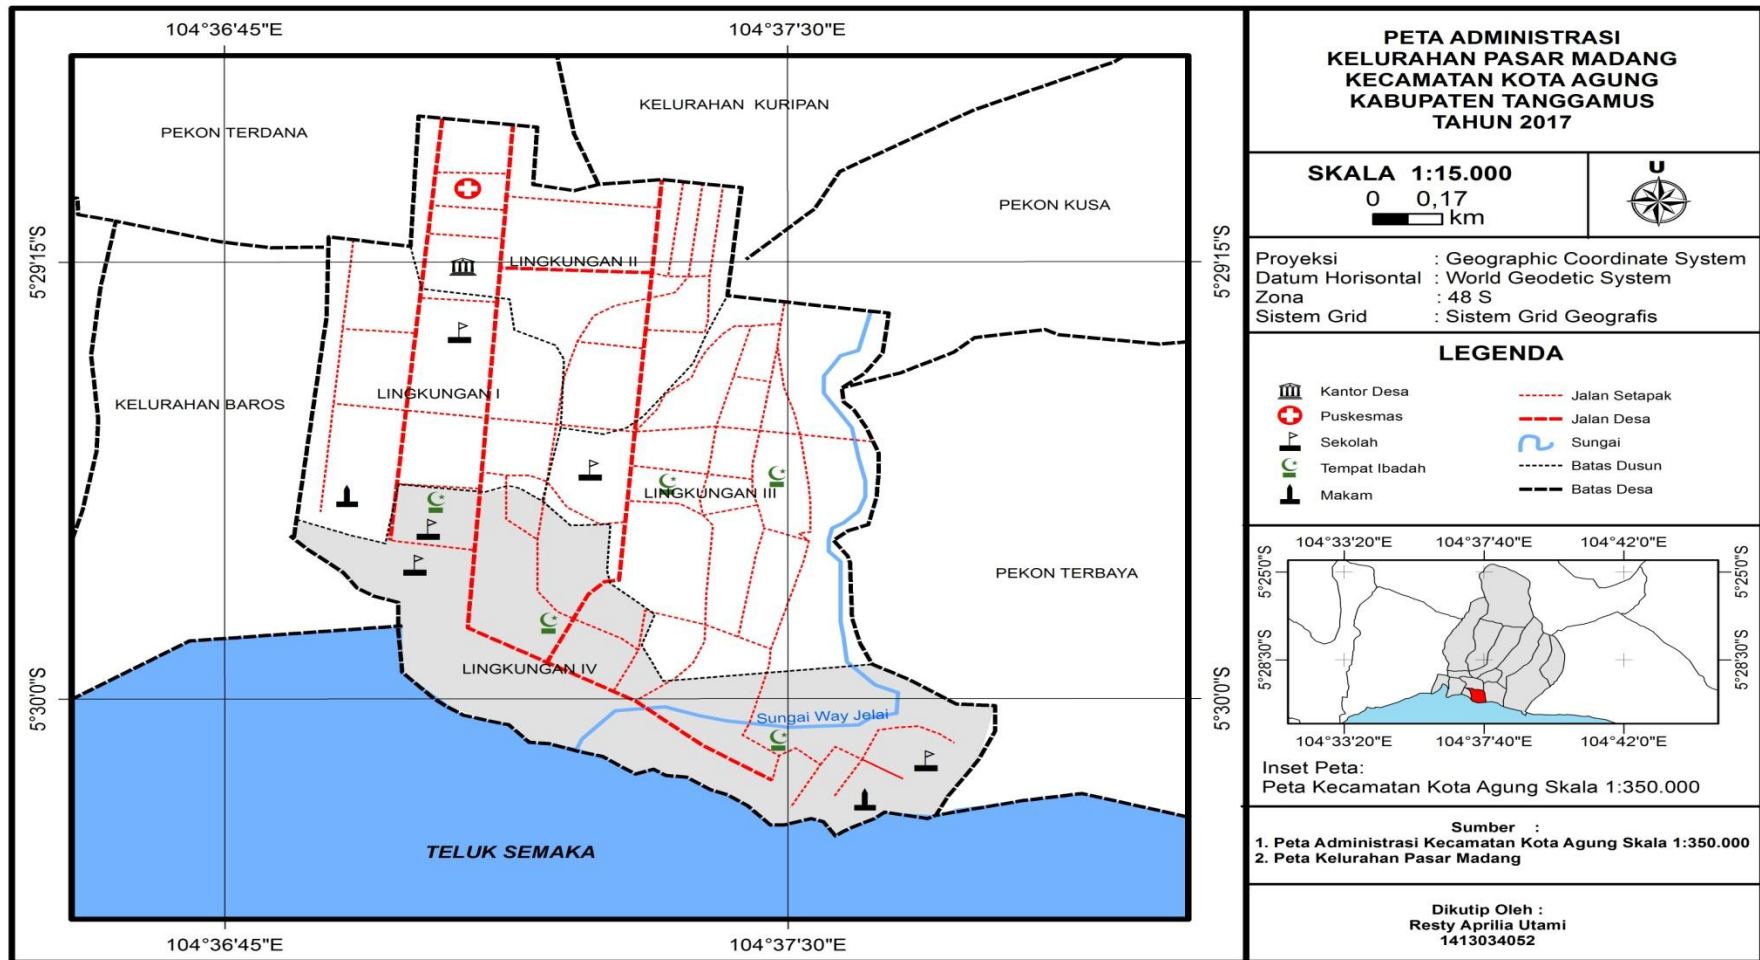 104°36'45"E
104°37'30"E
KELURAHAN KURIPAN
PEKON TERDANA
PEKON KUSA
5°29'15"S
LINGKUNGAN II
5°29'15"S
LINGKUNGAN I
KELURAHAN BAROS
LINGKUNGAN III
PEKON TERBAYA
LINGKUNGAN IV
5°30'0"S
Sungai Way Jelai
5°30'0"S
TELUK SEMAKA
104°36'45"E
104°37'30"E
PETA ADMINISTRASI
KELURAHAN PASAR MADANG
KECAMATAN KOTA AGUNG
KABUPATEN TANGGAMUS
TAHUN 2017
SKALA 1:15.000
0 0,17
km
U
Proyeksi : Geographic Coordinate System
Datum Horisontal : World Geodetic System
Zona : 48 S
Sistem Grid : Sistem Grid Geografis
LEGENDA
Kantor Desa
Puskesmas
Sekolah
Tempat Ibadah
Makam
Jalan Setapak
Jalan Desa
Sungai
Batas Dusun
Batas Desa
104°33'20"E 104°37'40"E 104°42'0"E
5°25'0"S
5°25'0"S
5°28'30"S
5°28'30"S
104°33'20"E 104°37'40"E 104°42'0"E
Inset Peta:
Peta Kecamatan Kota Agung Skala 1:350.000
Sumber :
1. Peta Administrasi Kecamatan Kota Agung Skala 1:350.000
2. Peta Kelurahan Pasar Madang
Dikutip Oleh :
Resty Aprilia Utami
1413034052